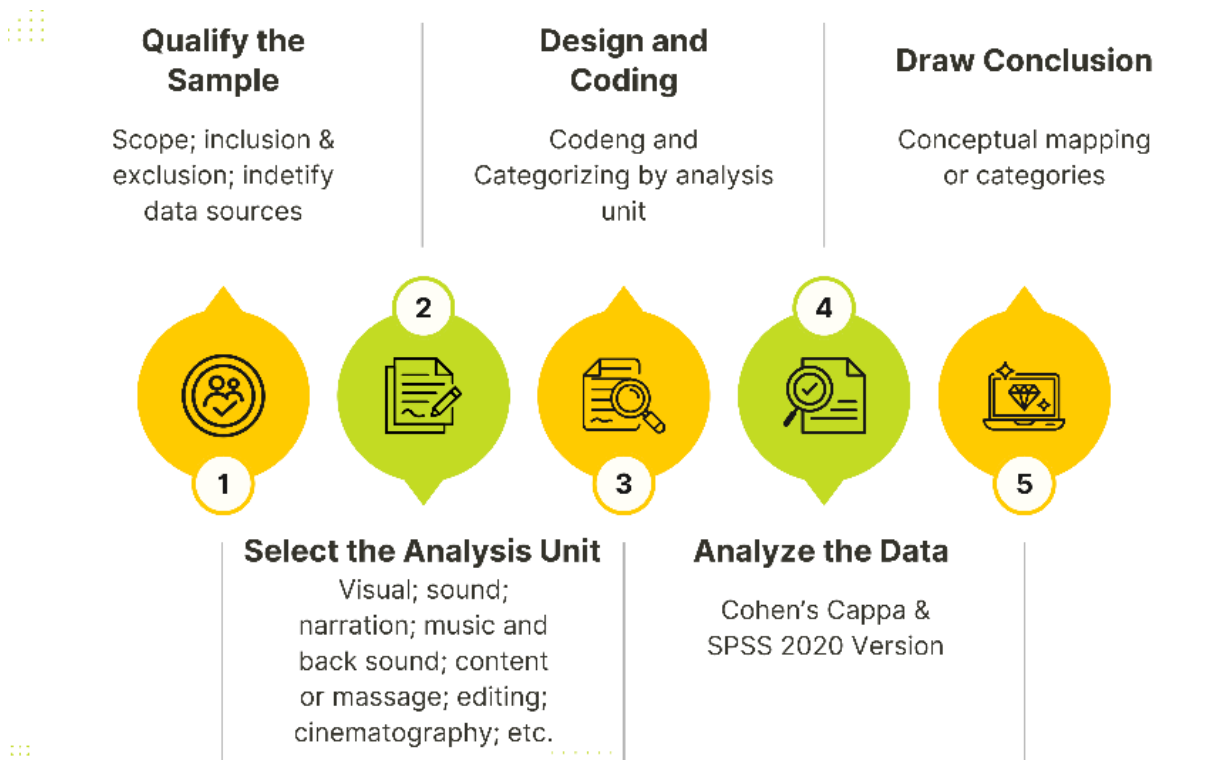 Qualify the
Sample
Scope; inclusion &
exclusion; indetify
data sources
1
2
Select the Analysis Unit
Visual; sound;
narration; music and
back sound; content
or massage; editing;
cinematography; etc.
Design and
Coding
Codeng and
Categorizing by analysis
unit
3
4
Analyze the Data
Cohen’s Cappa &
SPSS 2020 Version
Draw Conclusion
Conceptual mapping
or categories
5